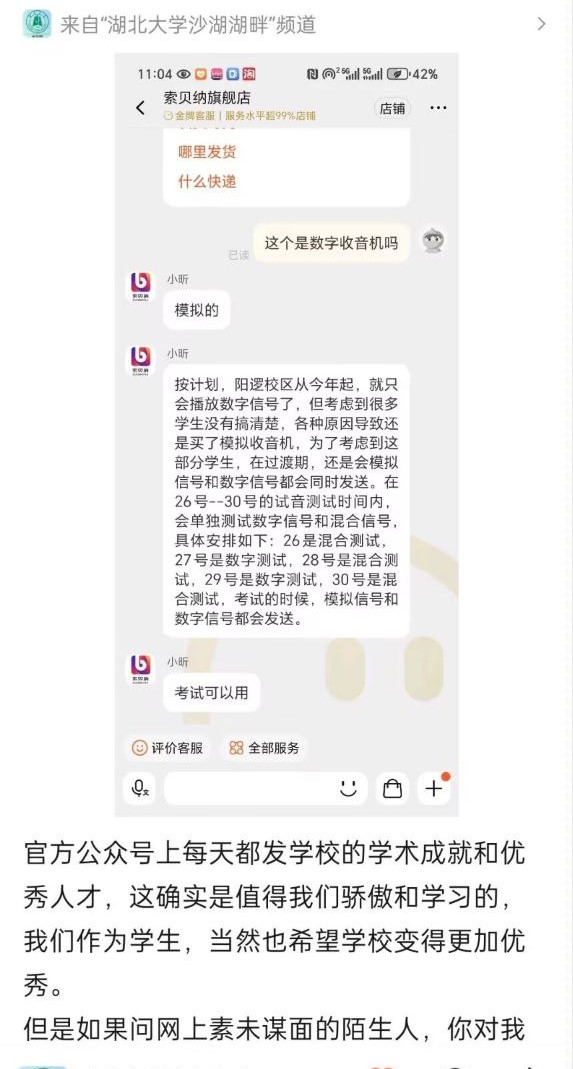 来自“湖北大学沙湖湖畔”频道
11:04
42%
索贝纳旗舰店
金牌客服 | 服务水平超99%店铺
店铺
哪里发货
什么快递
已读
这个是数字收音机吗
小昕
模拟的
小昕
按计划，阳逻校区从今年起，就只
会播放数字信号了，但考虑到很多
学生没有搞清楚，各种原因导致还
是买了模拟收音机，为了考虑到这
部分学生，在过渡期，还是会模拟
信号和数字信号都会同时发送。在
26号--30号的试音测试时间内，
会单独测试数字信号和混合信号，
具体安排如下：26是混合测试，
27号是数字测试，28号是混合测
试，29号是数字测试，30号是混
合测试，考试的时候，模拟信号和
数字信号都会发送。
小昕
考试可以用
评价客服
全部服务
官方公众号上每天都发学校的学术成就和优
秀人才，这确实是值得我们骄傲和学习的，
我们作为学生，当然也希望学校变得更加优
秀。
但是如果问网上素未谋面的陌生人，你对我